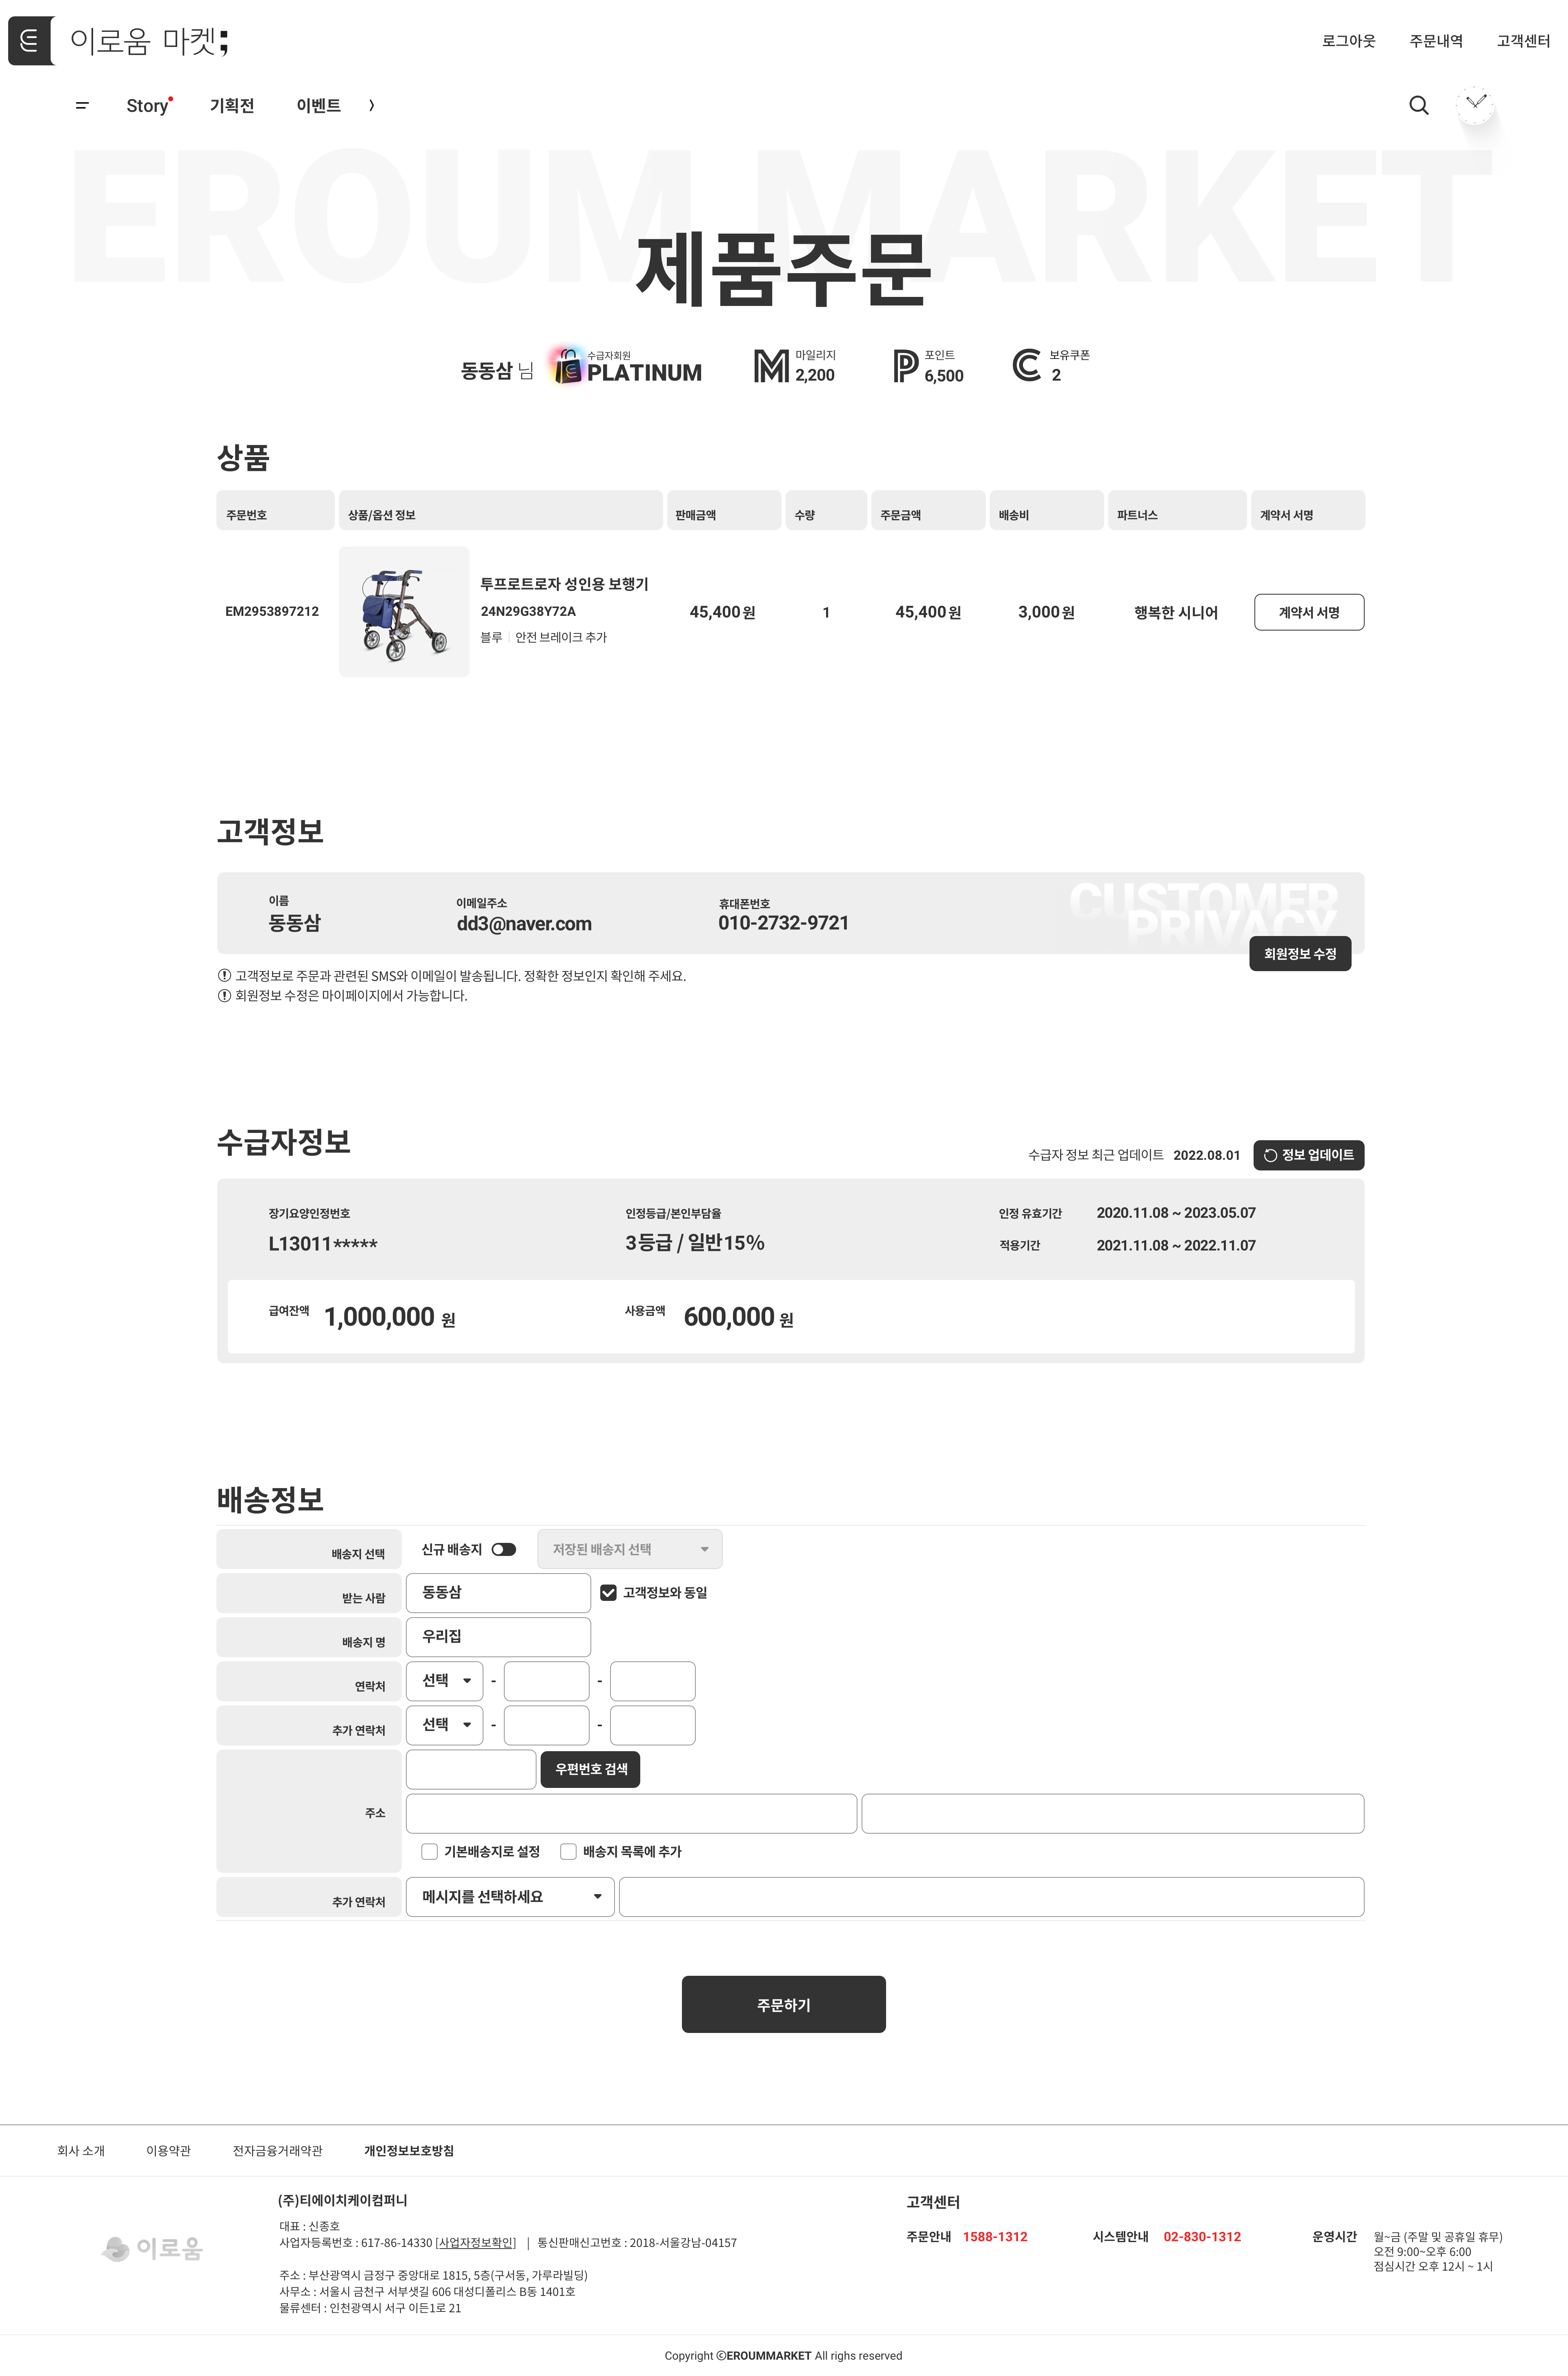 이로움 마켓;
로그아웃 주문내역 고객센터
Story 기획전 이벤트
EROUM MARKET
제품주문
동동삼 님 수급자회원 PLATINUM 마일리지 2,200 포인트 6,500 보유쿠폰 2
상품
주문번호 상품/옵션 정보 판매금액 수량 주문금액 배송비 파트너스 계약서 서명
투프로트로자 성인용 보행기
EM2953897212 24N29G38Y72A 45,400원 1 45,400원 3,000원 행복한 시니어 계약서 서명
블루 | 안전 브레이크 추가
고객정보
CUSTOMER
PRIVACY
이름 이메일주소 휴대폰번호
동동삼 dd3@naver.com 010-2732-9721
회원정보 수정
고객정보로 주문과 관련된 SMS와 이메일이 발송됩니다. 정확한 정보인지 확인해 주세요.
회원정보 수정은 마이페이지에서 가능합니다.
수급자정보
수급자 정보 최근 업데이트 2022.08.01 정보 업데이트
장기요양인정번호 인정등급/본인부담율 인정 유효기간 2020.11.08 ~ 2023.05.07
L13011***** 3등급 / 일반15% 적용기간 2021.11.08 ~ 2022.11.07
급여잔액 1,000,000 원 사용금액 600,000 원
배송정보
배송지 선택 신규 배송지 저장된 배송지 선택
받는 사람 동동삼 고객정보와 동일
배송지 명 우리집
연락처 선택 - -
추가 연락처 선택 - -
우편번호 검색
주소
기본배송지로 설정 배송지 목록에 추가
추가 연락처 메시지를 선택하세요
주문하기
회사 소개 이용약관 전자금융거래약관 개인정보보호방침
이로움
(주)티에이치케이컴퍼니
대표 : 신종호
사업자등록번호 : 617-86-14330 [사업자정보확인] | 통신판매신고번호 : 2018-서울강남-04157
주소 : 부산광역시 금정구 중앙대로 1815, 5층(구서동, 가루라빌딩)
사무소 : 서울시 금천구 서부샛길 606 대성디폴리스 B동 1401호
물류센터 : 인천광역시 서구 이든1로 21
고객센터
주문안내 1588-1312 시스템안내 02-830-1312 운영시간 월~금 (주말 및 공휴일 휴무)
오전 9:00~오후 6:00
점심시간 오후 12시 ~ 1시
Copyright ⓒEROUMMARKET All righs reserved